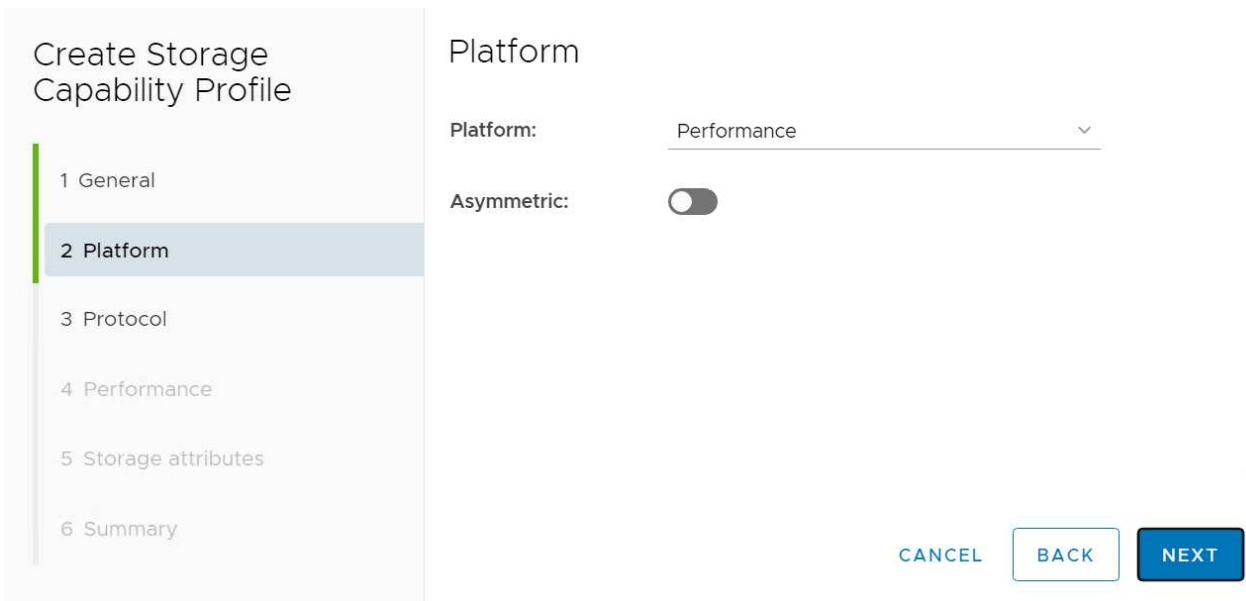 Create Storage
Capability Profile
1 General
2 Platform
3 Protocol
4 Performance
5 Storage attributes
6 Summary
Platform
Platform: Performance
Asymmetric:
CANCEL BACK NEXT